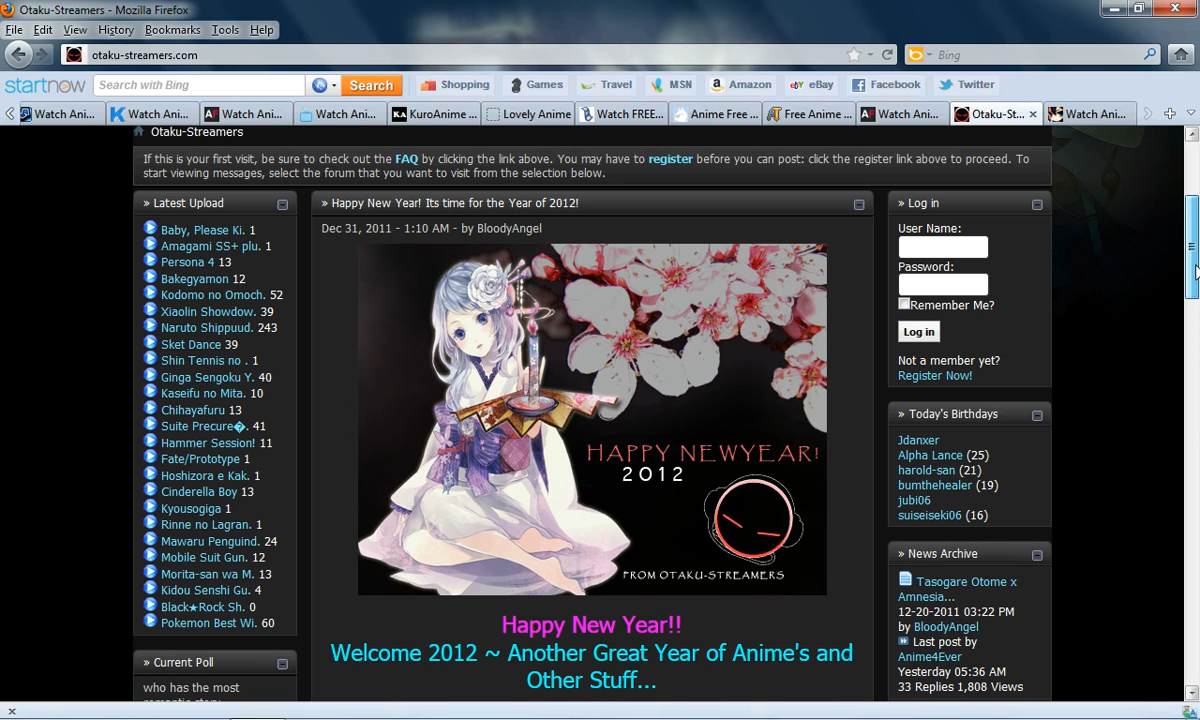 Otaku-Streamers - Mozilla Firefox
File Edit View History Bookmarks Tools Help
otaku-streamers.com
Bing
startnow
Search with Bing
Search
Shopping
Games
Travel
MSN
Amazon
eBay
Facebook
Twitter
Watch Ani...
Watch Ani...
Watch Ani...
Watch Ani...
KuroAnime ...
Lovely Anime
Watch FREE...
Anime Free ...
Free Anime ...
Watch Ani...
Otaku-St...
Watch Ani...
Otaku-Streamers
If this is your first visit, be sure to check out the FAQ by clicking the link above. You may have to register before you can post: click the register link above to proceed. To
start viewing messages, select the forum that you want to visit from the selection below.
» Latest Upload
Baby, Please Ki. 1
Amagami SS+ plu. 1
Persona 4 13
Bakegyamon 12
Kodomo no Omoch. 52
Xiaolin Showdow. 39
Naruto Shippuud. 243
Sket Dance 39
Shin Tennis no . 1
Ginga Sengoku Y. 40
Kaseifu no Mita. 10
Chihayafuru 13
Suite Precure�. 41
Hammer Session! 11
Fate/Prototype 1
Hoshizora e Kak. 1
Cinderella Boy 13
Kyousogiga 1
Rinne no Lagran. 1
Mawaru Penguind. 24
Mobile Suit Gun. 12
Morita-san wa M. 13
Kidou Senshi Gu. 4
Black★Rock Sh. 0
Pokemon Best Wi. 60
» Current Poll
who has the most
» Happy New Year! Its time for the Year of 2012!
Dec 31, 2011 - 1:10 AM - by BloodyAngel
HAPPY NEWYEAR!
2012
FROM OTAKU-STREAMERS
Happy New Year!!
Welcome 2012 ~ Another Great Year of Anime's and
Other Stuff...
» Log in
User Name:
Password:
Remember Me?
Log in
Not a member yet?
Register Now!
» Today's Birthdays
Jdanxer
Alpha Lance (25)
harold-san (21)
bumthehealer (19)
jubi06
suiseiseki06 (16)
» News Archive
Tasogare Otome x
Amnesia...
12-20-2011 03:22 PM
by BloodyAngel
Last post by
Anime4Ever
Yesterday 05:36 AM
33 Replies 1,808 Views